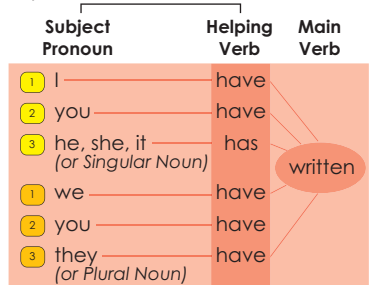 Subject Pronoun Helping Verb Main Verb
1 I have
2 you have
3 he, she, it has
(or Singular Noun)
written
1 we have
2 you have
3 they have
(or Plural Noun)